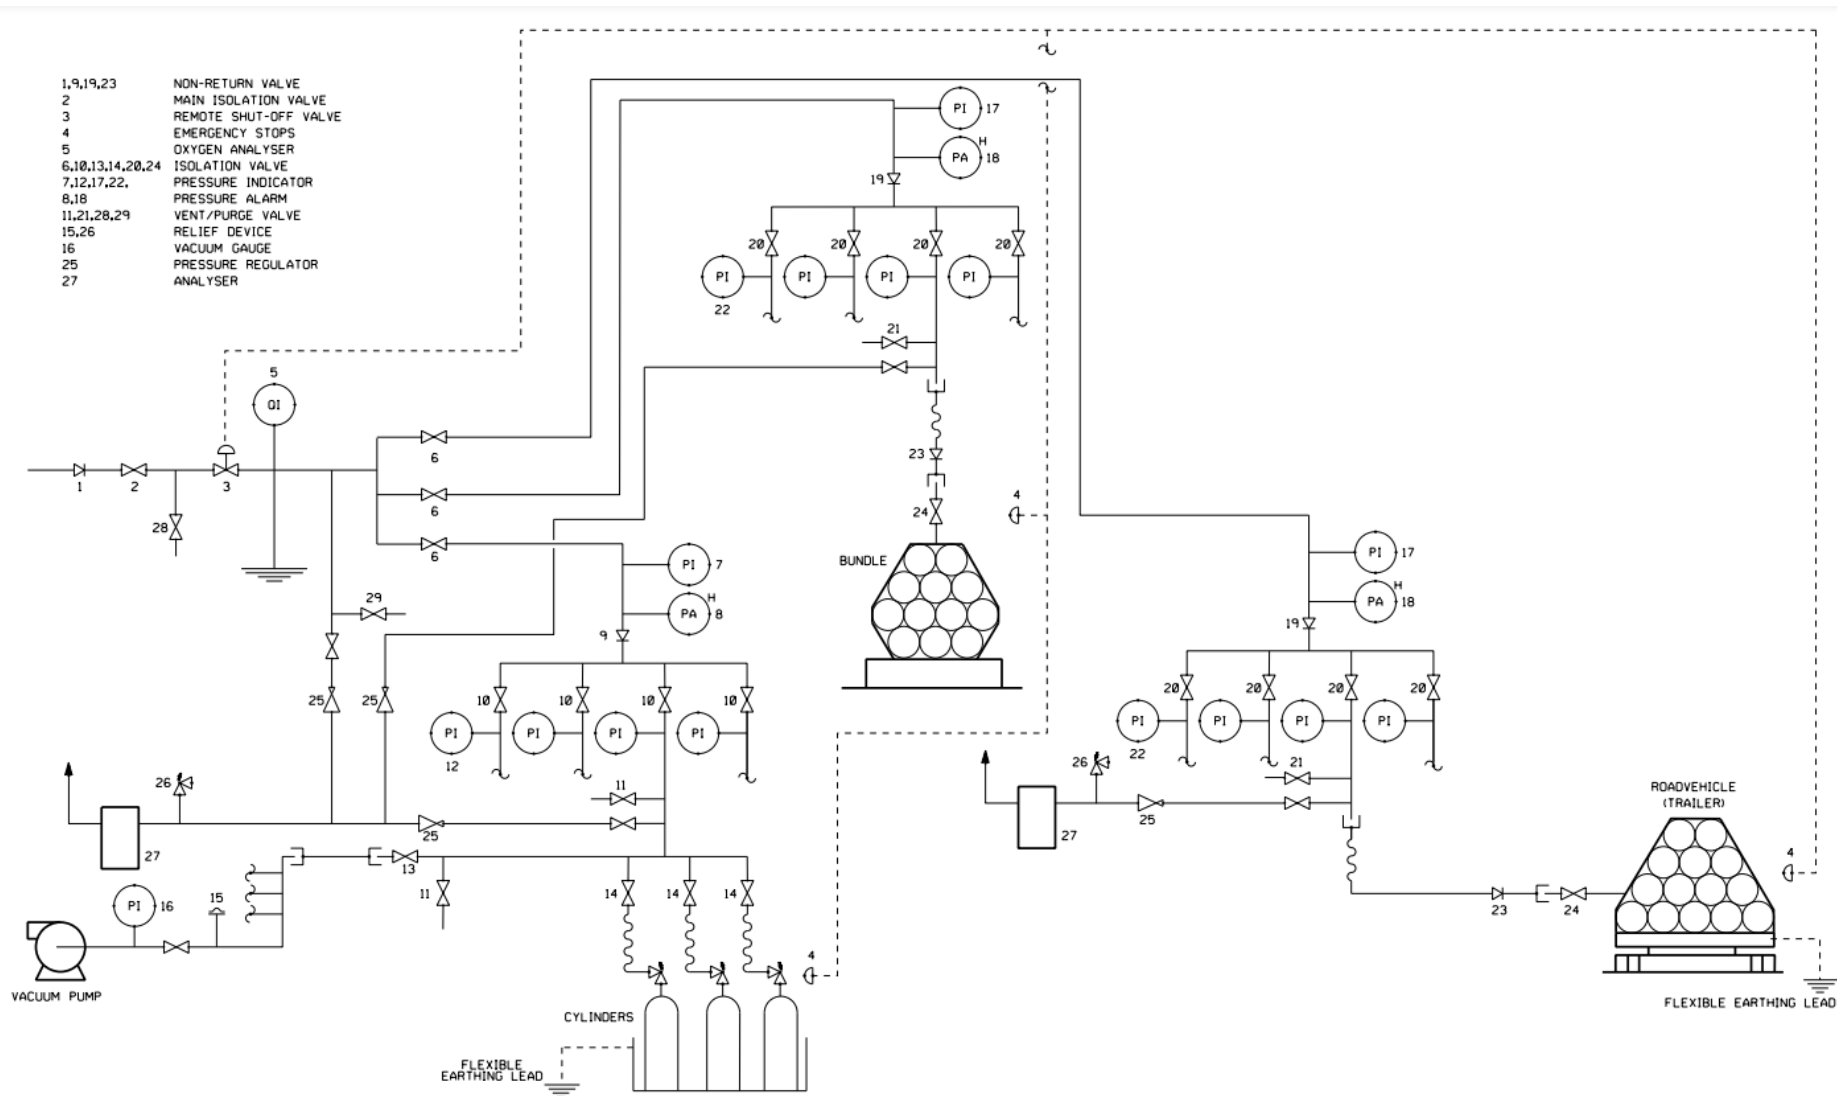 1,9,19,23 NON-RETURN VALVE
2 MAIN ISOLATION VALVE
3 REMOTE SHUT-OFF VALVE
4 EMERGENCY STOPS
5 OXYGEN ANALYSER
6,10,13,14,20,24 ISOLATION VALVE
7,12,17,22, PRESSURE INDICATOR
8,18 PRESSURE ALARM
11,21,28,29 VENT/PURGE VALVE
15,26 RELIEF DEVICE
16 VACUUM GAUGE
25 PRESSURE REGULATOR
27 ANALYSER
PI 17
H
PA 18
19
20 20 20 20
PI PI PI PI
22
21
5
OI
6
23
1 2 3
6
24
4
28
6
BUNDLE
PI 7
PI 17
H
PA 18
29
H
PA 8
9
19
25 25
10 10 10 10
20 20 20 20
PI PI PI PI
12
PI PI PI PI
22
26
11
26
21
25
27
25
27
ROADVEHICLE
(TRAILER)
13
4
11
14 14 14
PI 16
15
23 24
4
VACUUM PUMP
FLEXIBLE EARTHING LEAD
CYLINDERS
FLEXIBLE
EARTHING LEAD